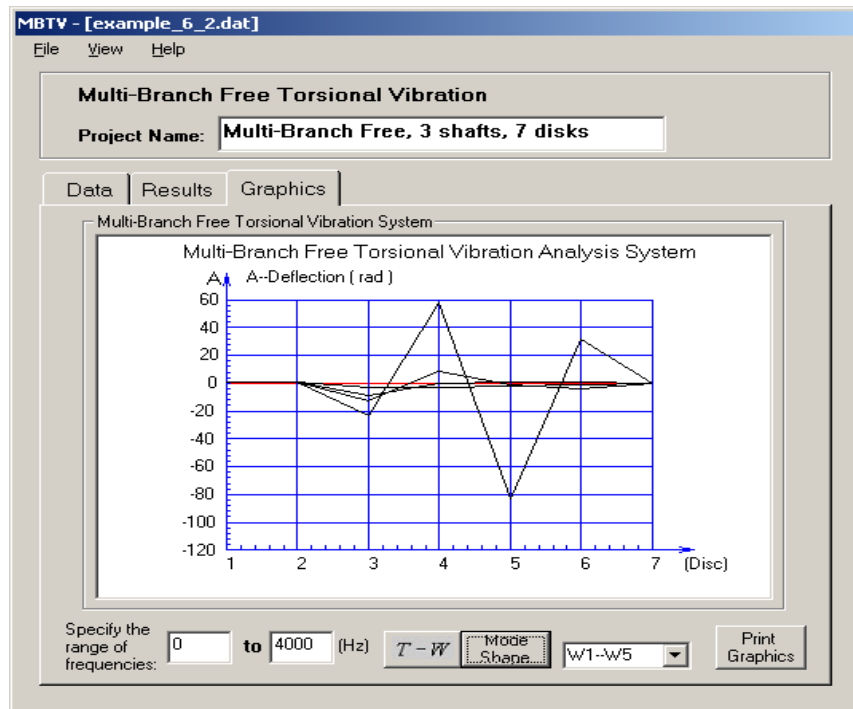 MBTV - [example_6_2.dat]
File View Help
Multi-Branch Free Torsional Vibration
Project Name: Multi-Branch Free, 3 shafts, 7 disks
Data Results Graphics
Multi-Branch Free Torsional Vibration System
Multi-Branch Free Torsional Vibration Analysis System
A A--Deflection ( rad )
60
40
20
0
-20
-40
-60
-80
-100
-120
1 2 3 4 5 6 7 (Disc)
Specify the
range of
frequencies:
0 to 4000 (Hz)
T - W
Mode
Shape
W1--W5
Print
Graphics